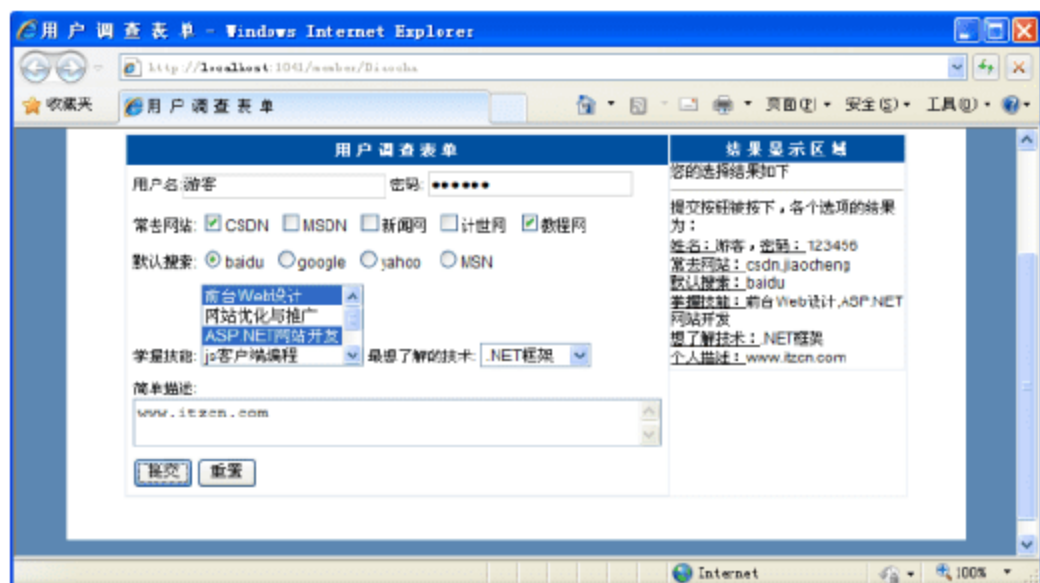 用 户 调 查 表 单 - Windows Internet Explorer
http://localhost:1041/member/
收藏夹
用 户 调 查 表 单
页面(P)
安全(S)
工具(O)
用 户 调 查 表 单
用户名:游客
密码: ••••••
常去网站: CSDN MSDN 新闻网 计世网 教程网
默认搜索: baidu google yahoo MSN
前台Web设计
网站优化与推广
ASP.NET网站开发
js客户端编程
掌握技能:
最想了解的技术: .NET框架
简单描述:
www.itzcn.com
提交 重置
结 果 显 示 区 域
您的选择结果如下
提交按钮被按下，各个选项的结果
为：
姓名：游客，密码：123456
常去网站：csdn,jiaocheng
默认搜索：baidu
掌握技能：前台Web设计,ASP.NET
网站开发
想了解技术：.NET框架
个人描述：www.itzcn.com
Internet
100%